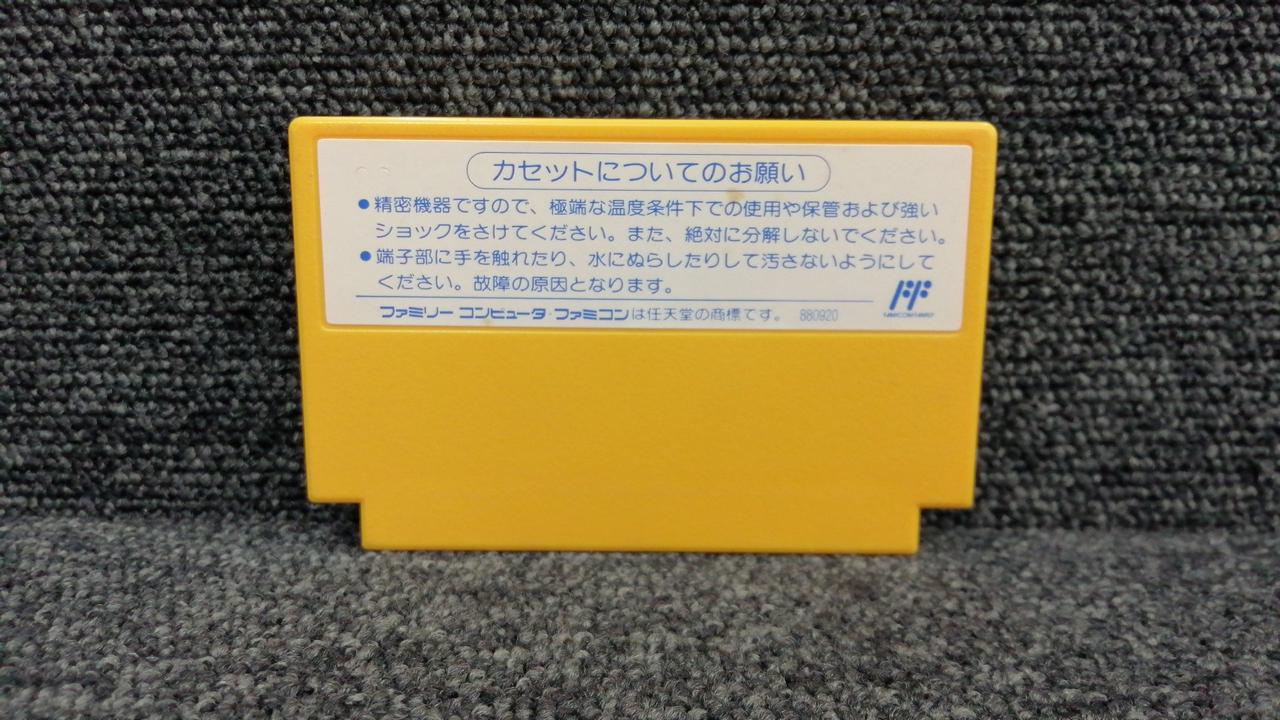 カセットについてのお願い
●精密機器ですので、極端な温度条件下での使用や保管および強い
ショックをさけてください。また、絶対に分解しないでください。
●端子部に手を触れたり、水にぬらしたりして汚さないようにして
ください。故障の原因となります。
ファミリーコンピュータ・ファミコンは任天堂の商標です。 880920
FF
FAMICOM FAMILY